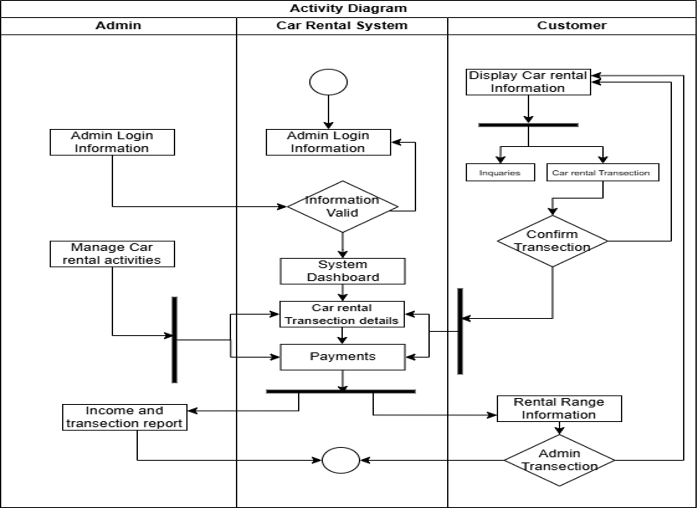 Activity Diagram
Admin
Car Rental System
Customer
Display Car rental
Information
Admin Login
Information
Admin Login
Information
Inquaries
Car rental Transection
Information
Valid
Confirm
Transection
Manage Car
rental activities
System
Dashboard
Car rental
Transection details
Payments
Income and
transection report
Rental Range
Information
Admin
Transection